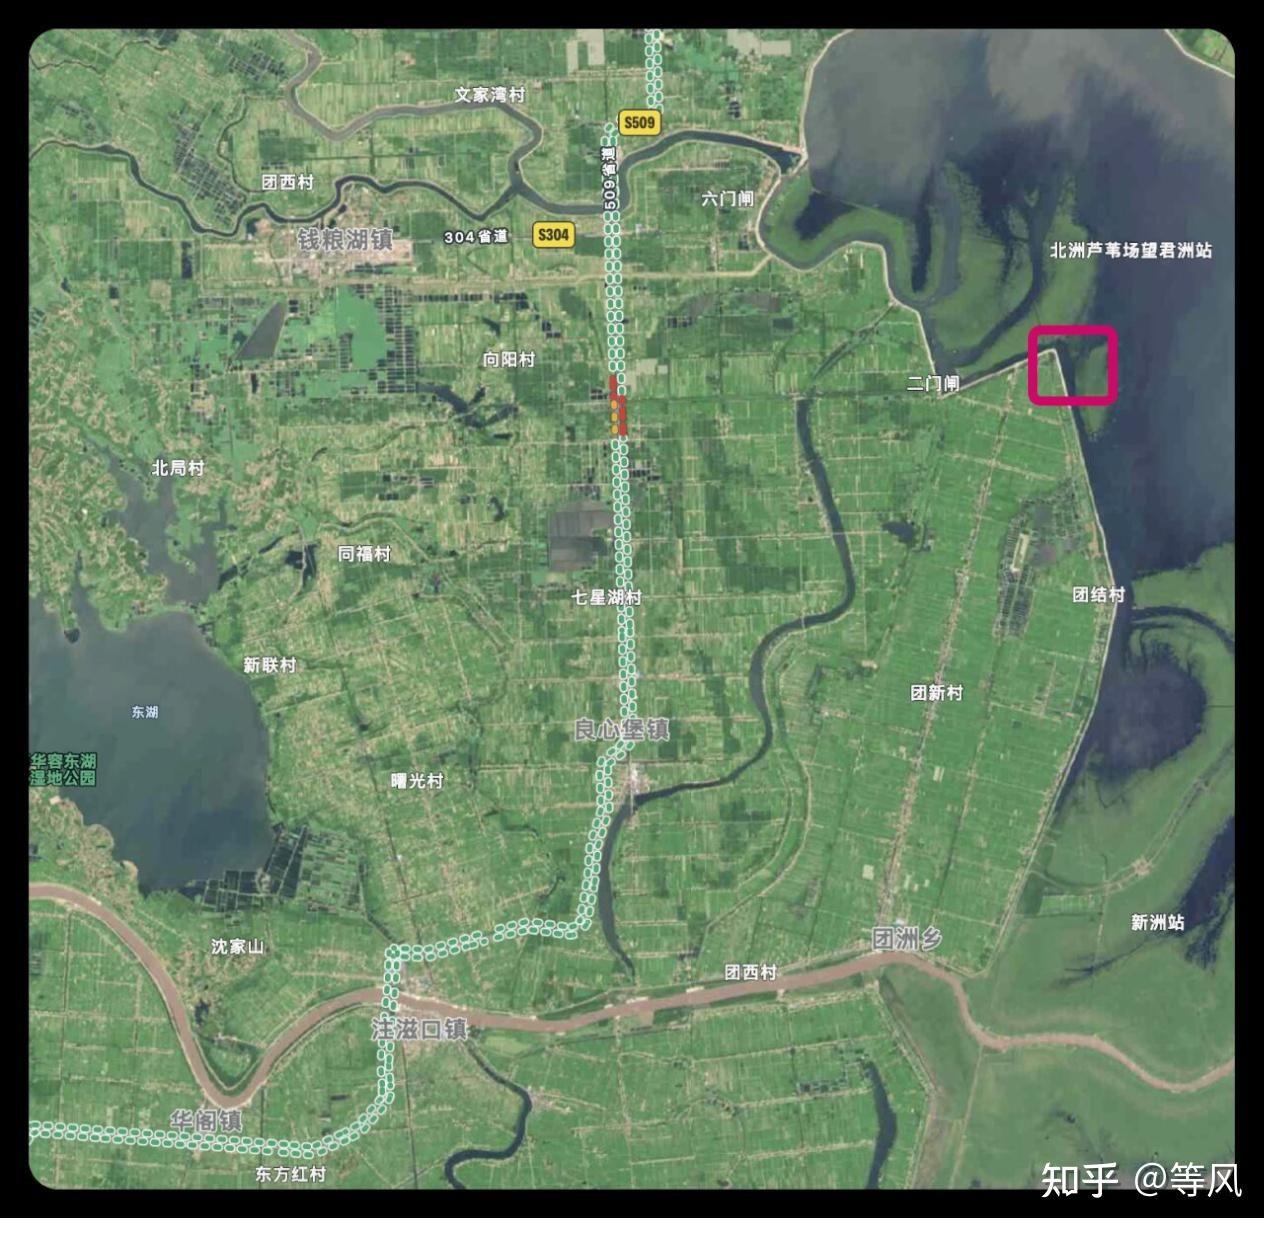 文家湾村
S509
509省道
团西村
六门闸
钱粮湖镇
304省道
S304
北洲芦苇场望君洲站
向阳村
二门闸
北局村
同福村
七星湖村
团结村
新联村
团新村
东湖
良心堡镇
华容东湖
湿地公园
曙光村
新洲站
沈家山
团洲乡
团西村
注滋口镇
华阁镇
东方红村
知乎 @等风